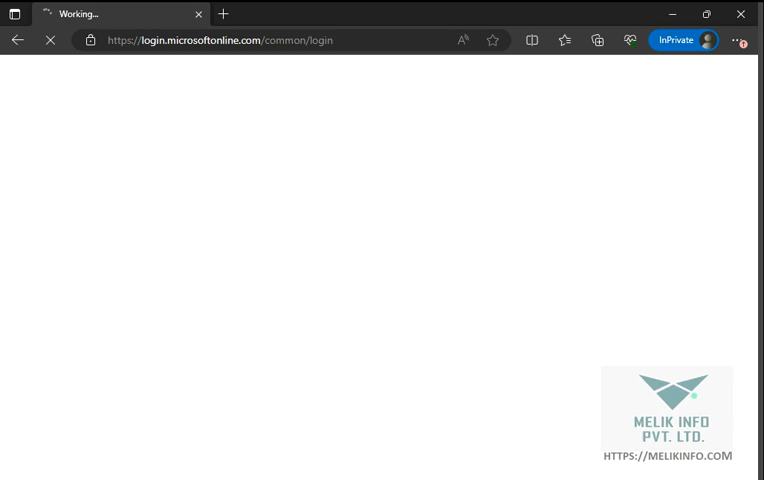 Working...
https://login.microsoftonline.com/common/login
InPrivate
MELIK INFO
PVT. LTD.
HTTPS://MELIKINFO.COM